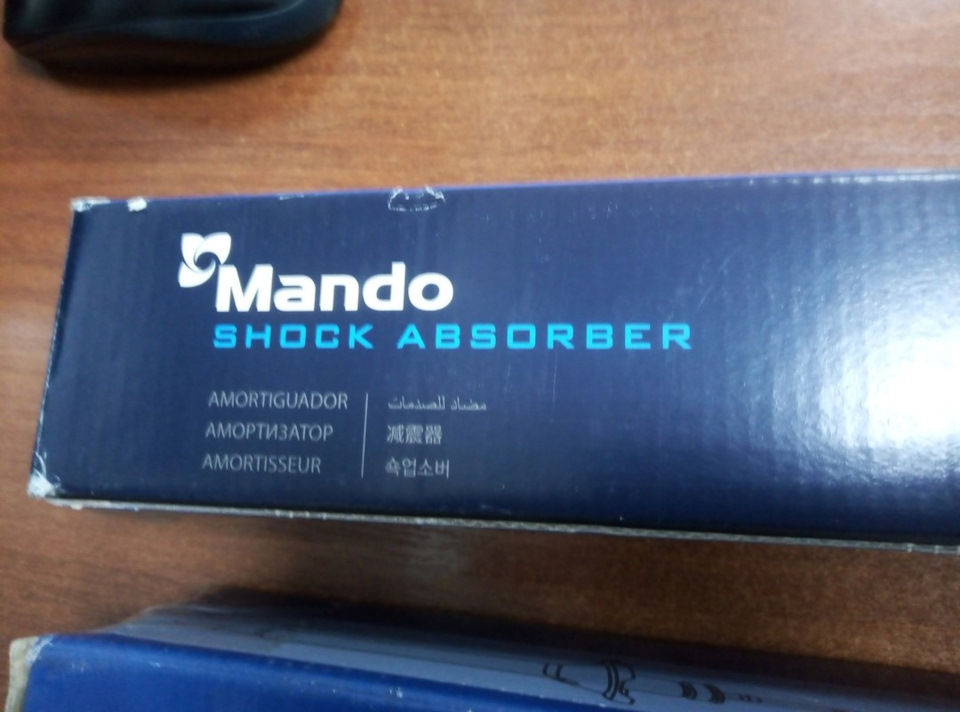 Mando
SHOCK ABSORBER
AMORTIGUADOR
АМОРТИЗАТОР
AMORTISSEUR
مضاد للصدمات
减震器
쇽업소버